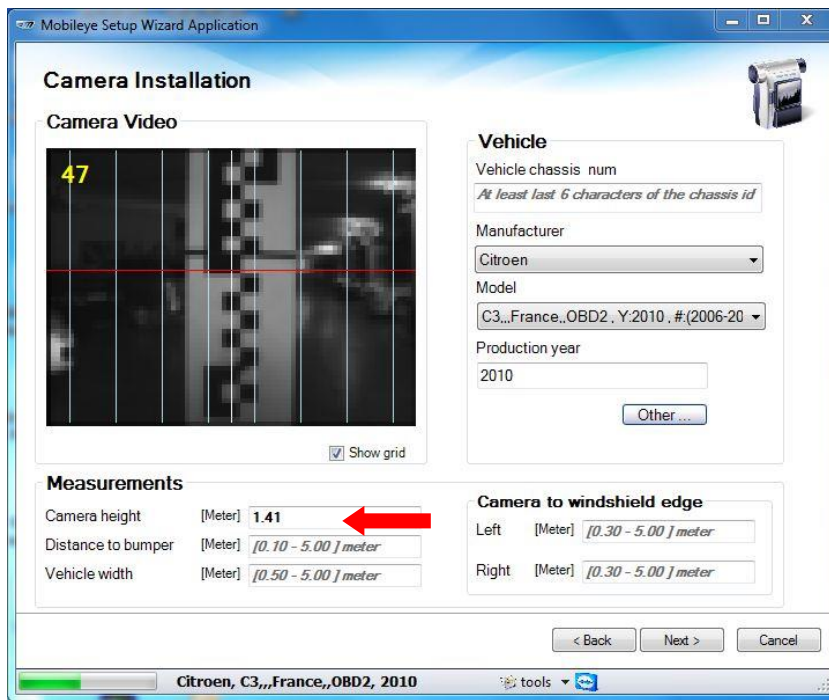 Mobileye Setup Wizard Application
Camera Installation
Camera Video
47
Show grid
Vehicle
Vehicle chassis num
At least last 6 characters of the chassis id
Manufacturer
Citroen
Model
C3,,,France,,OBD2 , Y:2010 , #:(2006-20
Production year
2010
Other ...
Measurements
Camera height [Meter] 1.41
Distance to bumper [Meter] [0.10 - 5.00 ] meter
Vehicle width [Meter] [0.50 - 5.00 ] meter
Camera to windshield edge
Left [Meter] [0.30 - 5.00 ] meter
Right [Meter] [0.30 - 5.00 ] meter
< Back Next > Cancel
Citroen, C3,,,France,,OBD2, 2010 tools